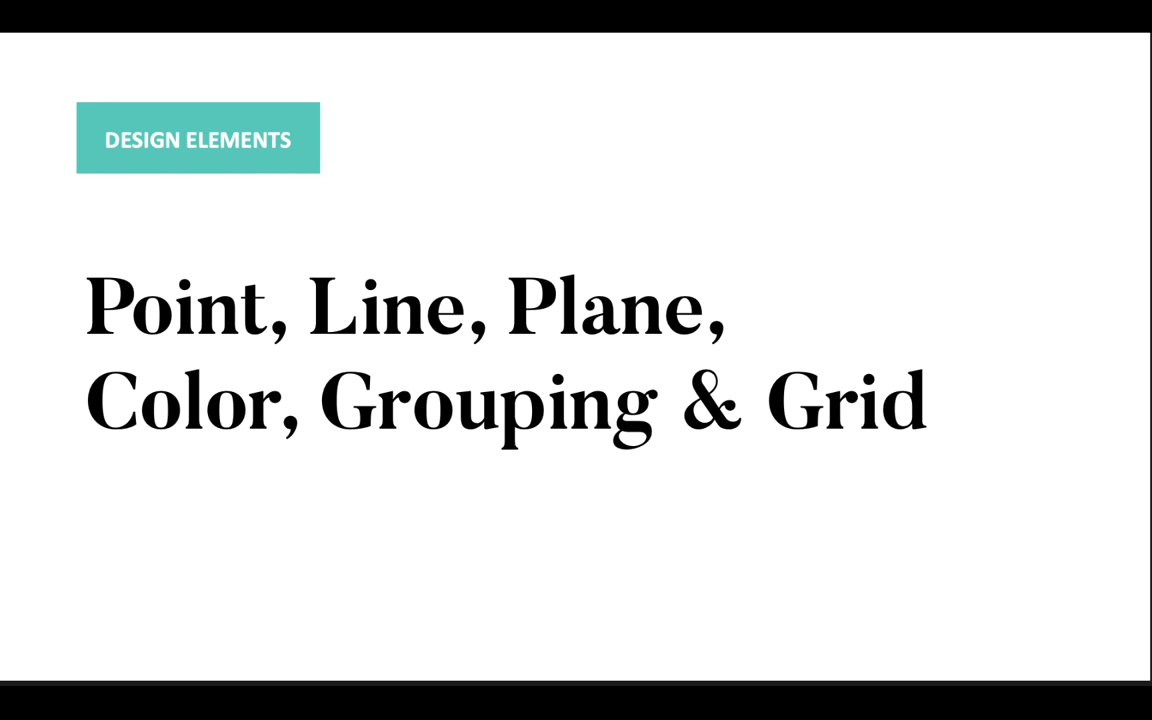 DESIGN ELEMENTS
Point, Line, Plane,
Color, Grouping & Grid